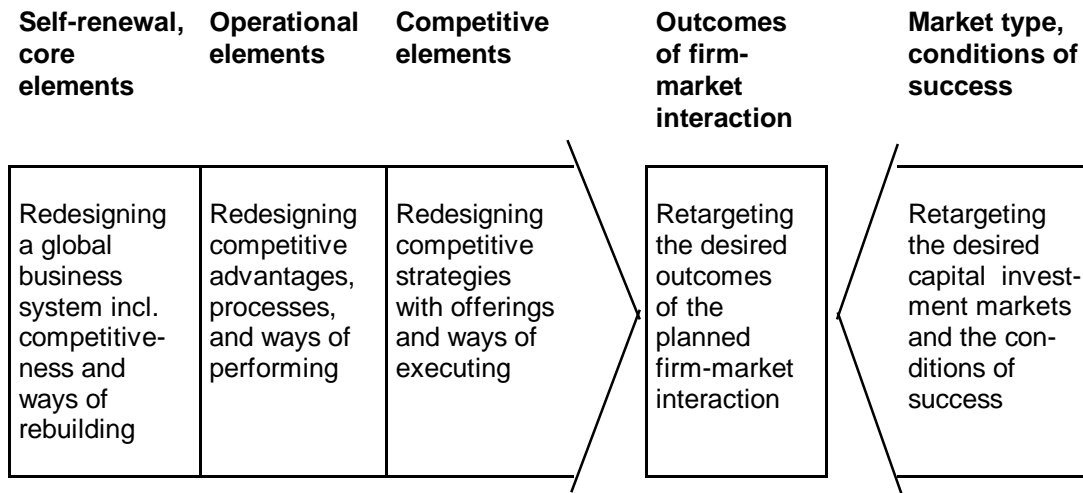 Self-renewal,
core
elements
Operational
elements
Competitive
elements
Outcomes
of firm-
market
interaction
Market type,
conditions of
success
Redesigning
a global
business
system incl.
competitive-
ness and
ways of
rebuilding
Redesigning
competitive
advantages,
processes,
and ways of
performing
Redesigning
competitive
strategies
with offerings
and ways of
executing
Retargeting
the desired
outcomes
of the
planned
firm-market
interaction
Retargeting
the desired
capital invest-
ment markets
and the con-
ditions of
success